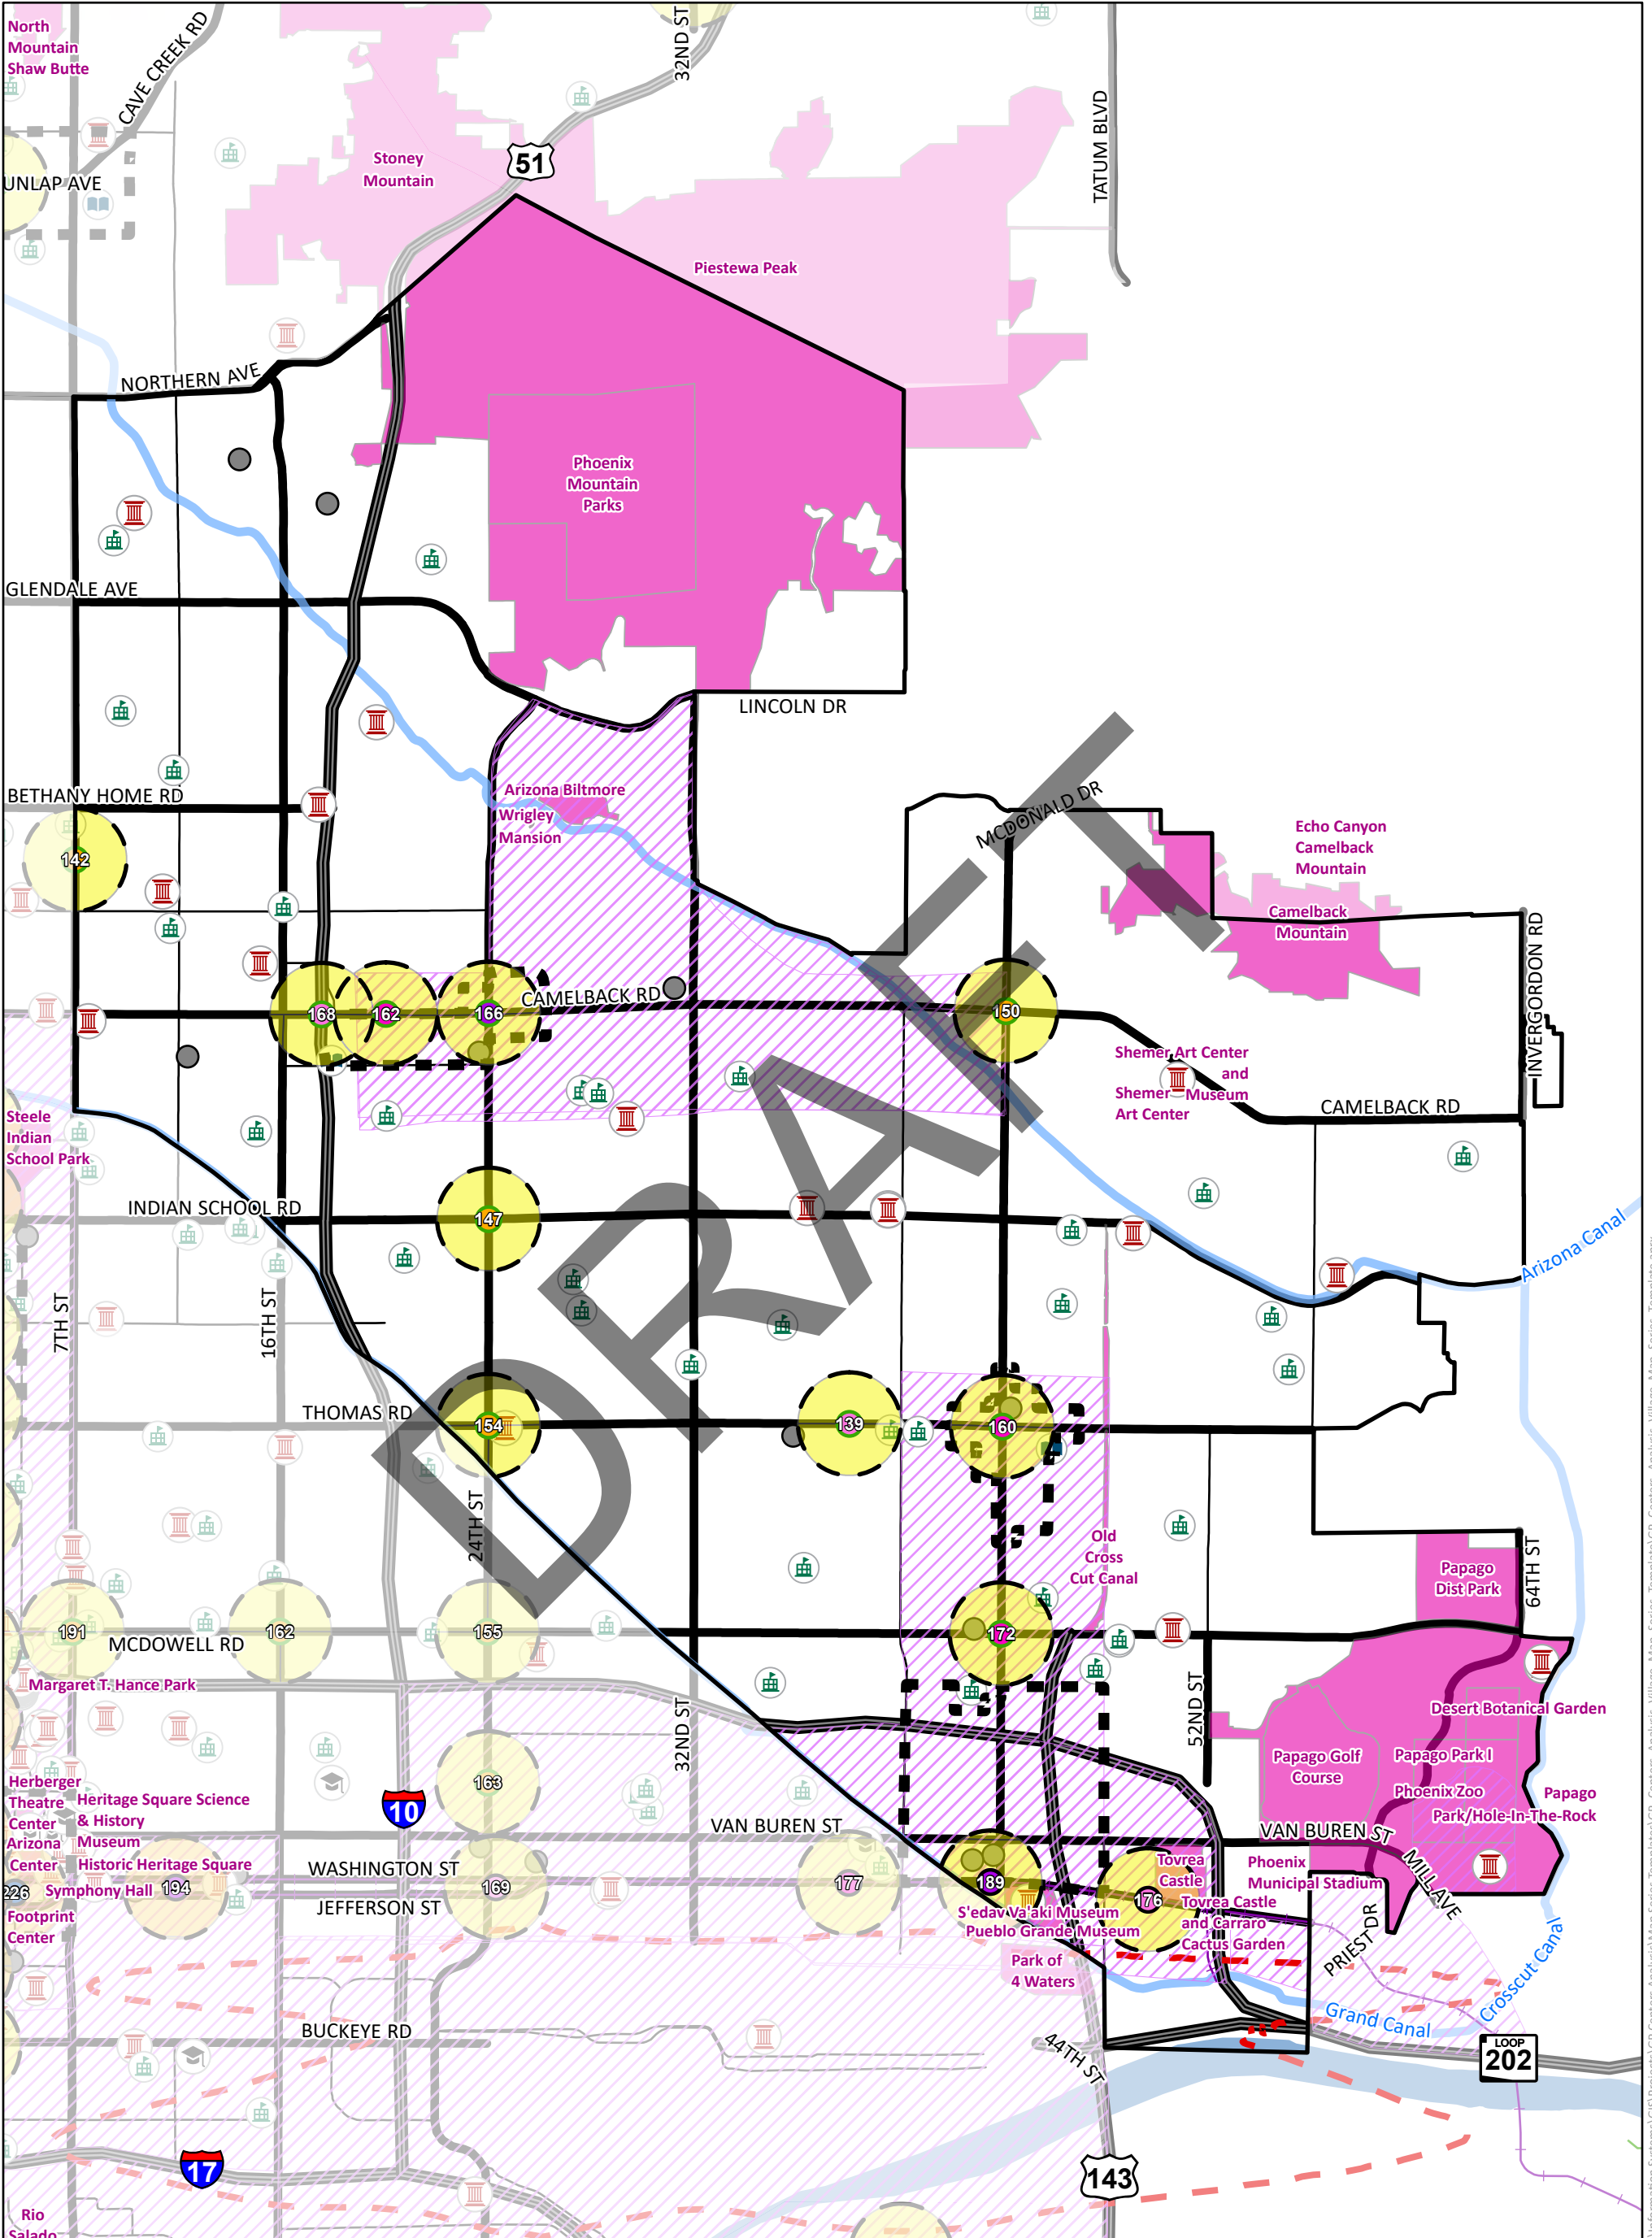 North
Mountain
Shaw Butte
CAVE CREEK RD
32ND ST
TATUM BLVD
UNLAP AVE
Stoney
Mountain
51
Piestewa Peak
NORTHERN AVE
Phoenix
Mountain
Parks
GLENDALE AVE
LINCOLN DR
BETHANY HOME RD
Arizona Biltmore
Wrigley
Mansion
MCDONALD DR
Echo Canyon
Camelback
Mountain
142
Camelback
Mountain
INVERGORDON RD
CAMELBACK RD
168
162
166
150
Shemer Art Center
and
Shemer Museum
Art Center
CAMELBACK RD
Steele
Indian
School Park
INDIAN SCHOOL RD
147
Arizona Canal
7TH ST
16TH ST
DRAFT
THOMAS RD
154
139
160
24TH ST
Old
Cross
Cut Canal
Papago
Dist Park
64TH ST
191
162
155
172
MCDOWELL RD
Margaret T. Hance Park
32ND ST
52ND ST
Desert Botanical Garden
Papago Golf
Course
Papago Park I
Phoenix Zoo
Papago
Park/Hole-In-The-Rock
163
10
Herberger
Theatre
Center
Heritage Square Science
& History
Museum
Arizona
Center
Historic Heritage Square
VAN BUREN ST
VAN BUREN ST
MILL AVE
WASHINGTON ST
226
Symphony Hall
194
169
177
189
176
Tovrea
Castle
Phoenix
Municipal Stadium
JEFFERSON ST
Footprint
Center
S'edav Va'aki Museum
Pueblo Grande Museum
Tovrea Castle
and Carraro
Cactus Garden
PRIEST DR
Park of
4 Waters
Crosscut Canal
Grand Canal
BUCKEYE RD
44TH ST
LOOP
202
17
143
Rio
Salado